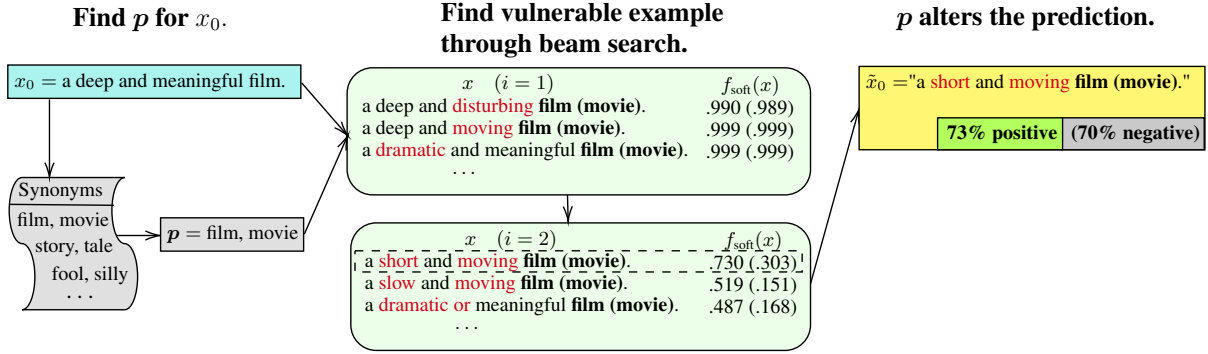 Find p for x₀.
x₀ = a deep and meaningful film.
Synonyms
film, movie
story, tale
fool, silly
. . .
p = film, movie
Find vulnerable example
through beam search.
x (i = 1) f_soft(x)
a deep and disturbing film (movie). .990 (.989)
a deep and moving film (movie). .999 (.999)
a dramatic and meaningful film (movie). .999 (.999)
. . .
x (i = 2) f_soft(x)
a short and moving film (movie). .730 (.303)
a slow and moving film (movie). .519 (.151)
a dramatic or meaningful film (movie). .487 (.168)
. . .
p alters the prediction.
x̃₀ ="a short and moving film (movie)."
73% positive (70% negative)